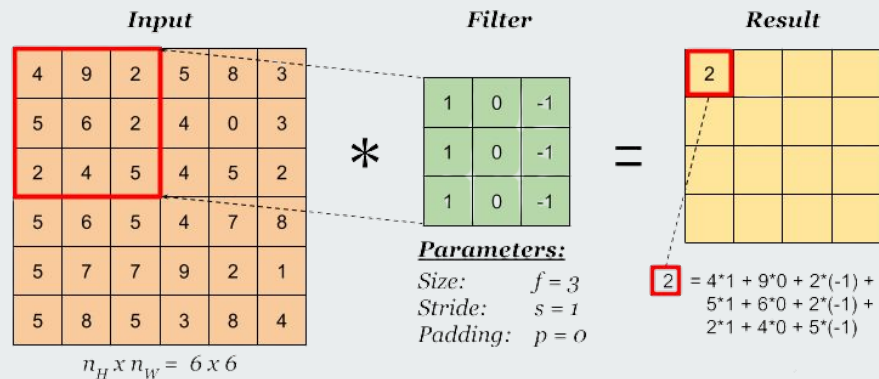 Input
Filter
Result
4 9 2 5 8 3
5 6 2 4 0 3
2 4 5 4 5 2
5 6 5 4 7 8
5 7 7 9 2 1
5 8 5 3 8 4
n_H x n_W = 6 x 6
*
1 0 -1
1 0 -1
1 0 -1
Parameters:
Size: f = 3
Stride: s = 1
Padding: p = 0
=
2
2 = 4*1 + 9*0 + 2*(-1) +
5*1 + 6*0 + 2*(-1) +
2*1 + 4*0 + 5*(-1)